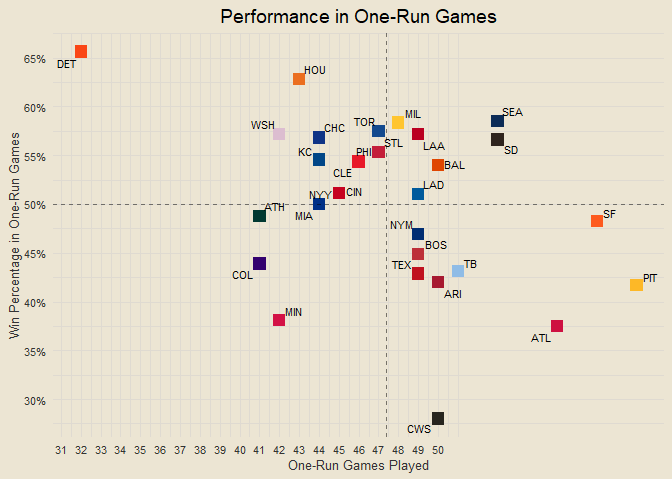 Performance in One-Run Games
Win Percentage in One-Run Games
65%
60%
55%
50%
45%
40%
35%
30%
DET
HOU
WSH
CHC
TOR
MIL
SEA
KC
PHI
STL
LAA
SD
CLE
BAL
NYY
CIN
LAD
MIA
ATH
SF
NYM
BOS
COL
TEX
TB
PIT
ARI
MIN
ATL
CWS
31 32 33 34 35 36 37 38 39 40 41 42 43 44 45 46 47 48 49 50
One-Run Games Played